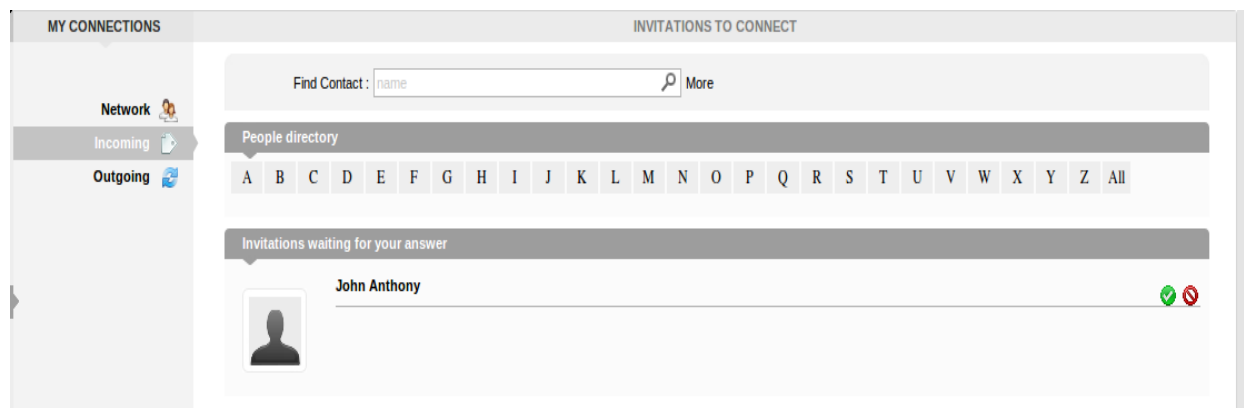 MY CONNECTIONS
INVITATIONS TO CONNECT
Network
Incoming
Outgoing
Find Contact : name More
People directory
A B C D E F G H I J K L M N O P Q R S T U V W X Y Z All
Invitations waiting for your answer
John Anthony